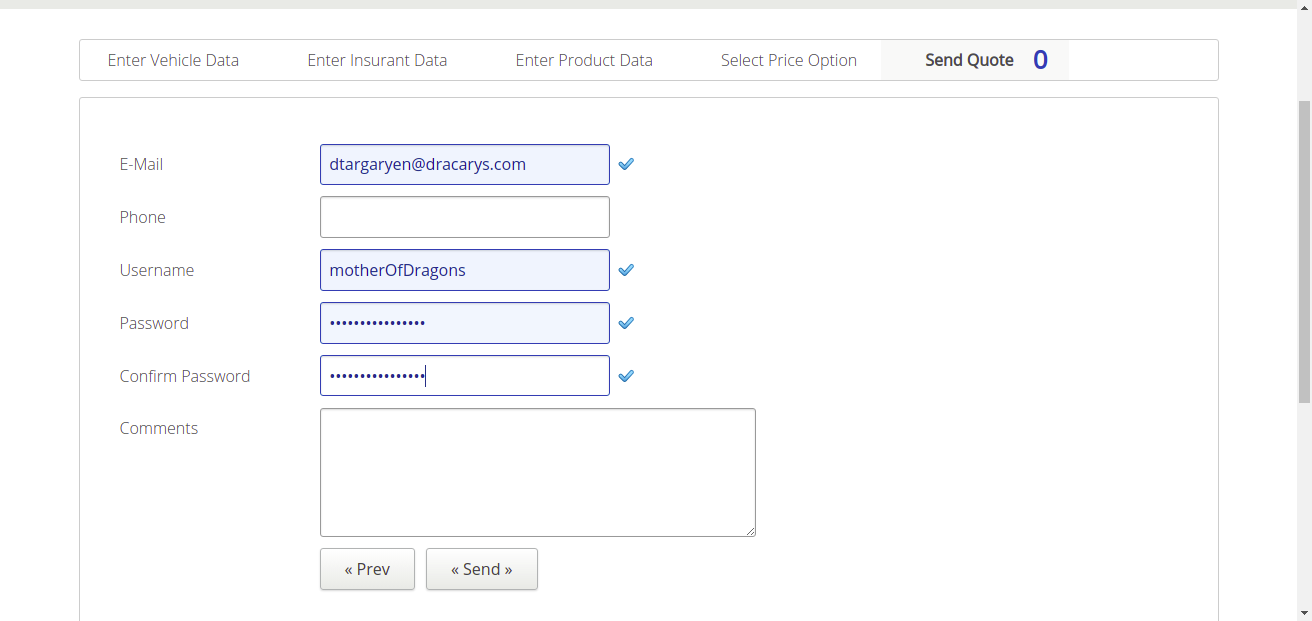 Enter Vehicle Data Enter Insurant Data Enter Product Data Select Price Option Send Quote 0
E-Mail dtargaryen@dracarys.com
Phone
Username motherOfDragons
Password ••••••••••••••••
Confirm Password ••••••••••••••••
Comments
« Prev « Send »